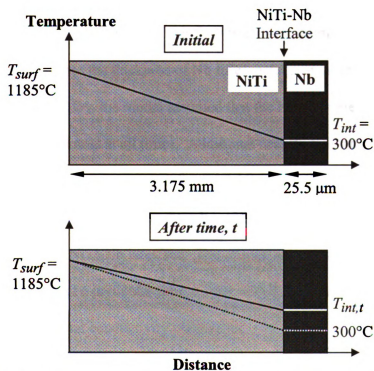 Temperature
Initial
NiTi-Nb
Interface
T_surf =
1185°C
NiTi
Nb
T_int =
300°C
3.175 mm
25.5 µm
After time, t
T_surf =
1185°C
T_int,t
300°C
Distance